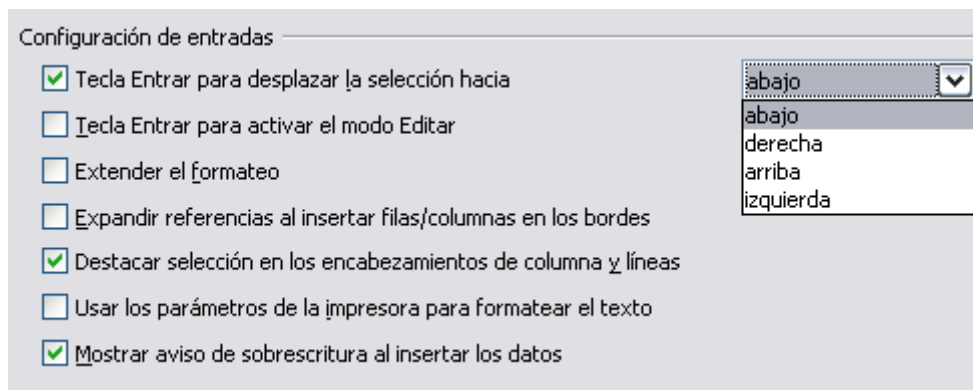 Configuración de entradas
Tecla Entrar para desplazar la selección hacia abajo
abajo
Tecla Entrar para activar el modo Editar
derecha
Extender el formateo
arriba
izquierda
Expandir referencias al insertar filas/columnas en los bordes
Destacar selección en los encabezamientos de columna y líneas
Usar los parámetros de la impresora para formatear el texto
Mostrar aviso de sobrescritura al insertar los datos